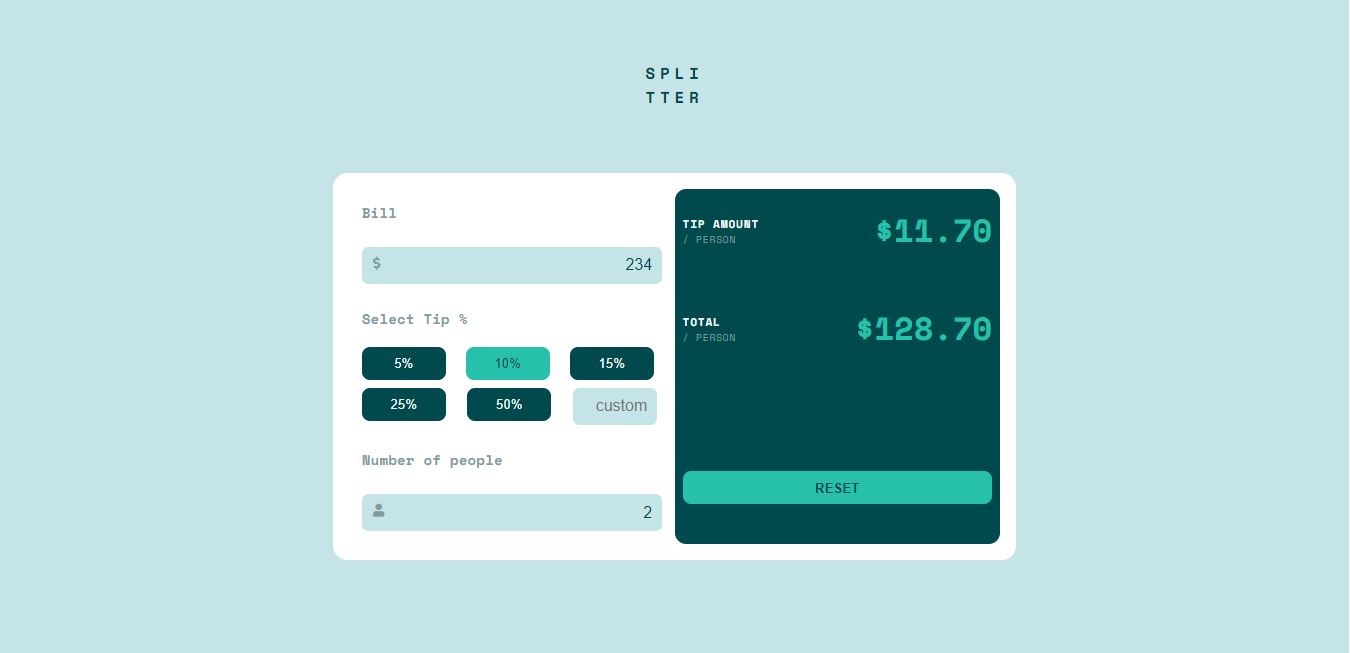 SPLI
TTER
Bill
$ 234
Select Tip %
5% 10% 15%
25% 50% custom
Number of people
2
TIP AMOUNT
/ PERSON
$11.70
TOTAL
/ PERSON
$128.70
RESET